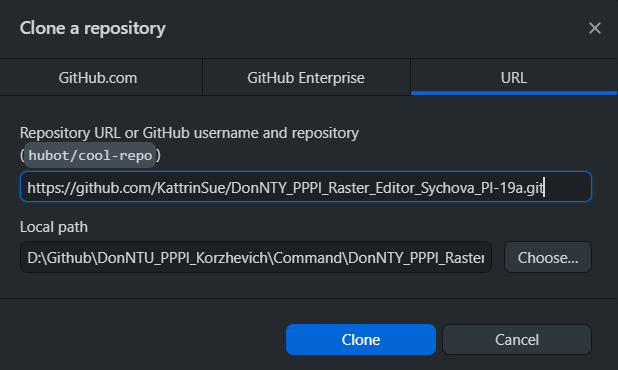 Clone a repository
GitHub.com
GitHub Enterprise
URL
Repository URL or GitHub username and repository
(hubot/cool-repo)
https://github.com/KattrinSue/DonNTY_PPPI_Raster_Editor_Sychova_PI-19a.git
Local path
D:\Github\DonNTU_PPPI_Korzhevich\Command\DonNTY_PPPI_Raster
Choose...
Clone
Cancel